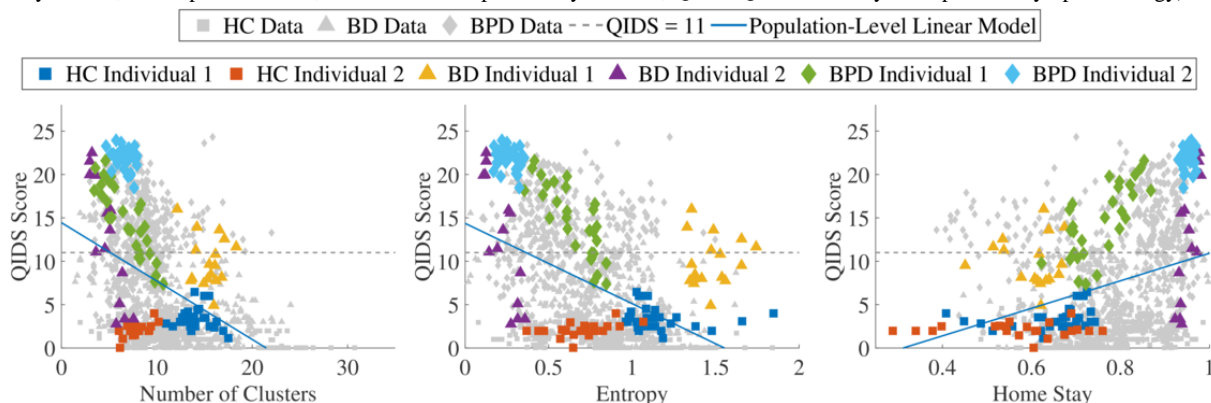 HC Data BD Data BPD Data QIDS = 11 Population-Level Linear Model
HC Individual 1 HC Individual 2 BD Individual 1 BD Individual 2 BPD Individual 1 BPD Individual 2
QIDS Score
25
20
15
10
5
0
0 10 20 30
Number of Clusters
QIDS Score
25
20
15
10
5
0
0 0.5 1 1.5 2
Entropy
QIDS Score
25
20
15
10
5
0
0.4 0.6 0.8 1
Home Stay